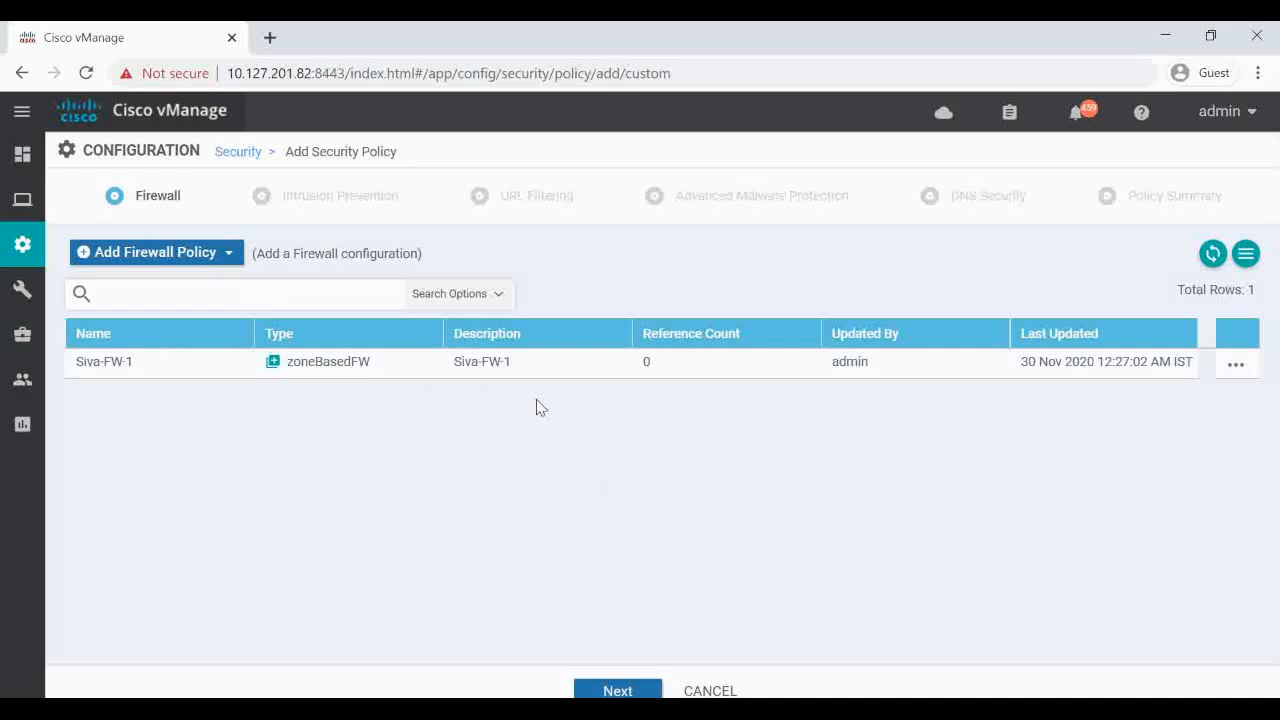 Cisco vManage
Not secure | 10.127.201.82:8443/index.html#/app/config/security/policy/add/custom
Guest
CISCO Cisco vManage
459
admin
CONFIGURATION Security > Add Security Policy
Firewall Intrusion Prevention URL Filtering Advanced Malware Protection DNS Security Policy Summary
Add Firewall Policy (Add a Firewall configuration)
Search Options
Total Rows: 1
Name Type Description Reference Count Updated By Last Updated
Siva-FW-1 zoneBasedFW Siva-FW-1 0 admin 30 Nov 2020 12:27:02 AM IST
Next CANCEL